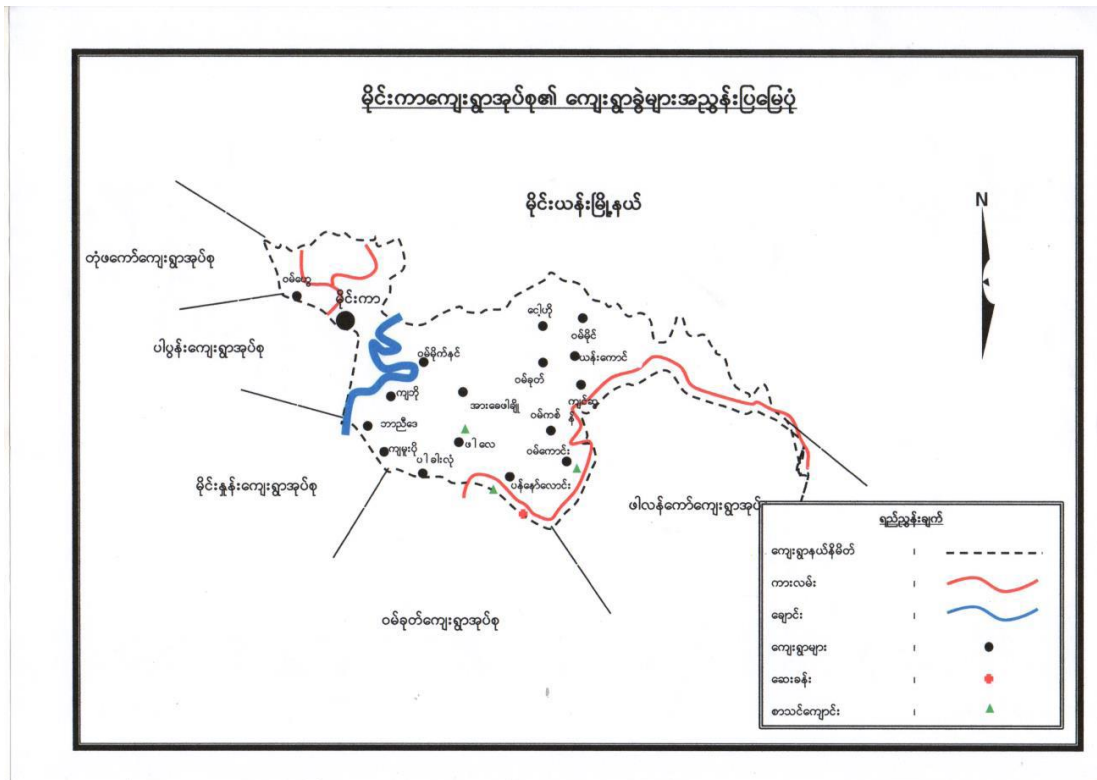 မိုင်းကာကျေးရွာအုပ်စု၏ ကျေးရွာခွဲများအညွှန်းပြမြေပုံ
မိုင်းယန်းမြို့နယ်
N
တုံဖကော်ကျေးရွာအုပ်စု
ဝမ်တွေ
မိုင်းကာ
ငေါ့ဟို
ဝမ်မိုင်
ပါပွန်းကျေးရွာအုပ်စု
ဝမ်မိုက်နင်
ယန်းကောင်
ဝမ်ခုတ်
ကျဘို
အားခေဖါချို
ဝမ်ကစ်
ဘာညီဒေ
ကျမူးပို
ဖါလေ
ဝမ်ကောင်း
ပါခါးလုံ
ပန်နော်လောင်း
မိုင်းနှုန်းကျေးရွာအုပ်စု
ဖါလန်ကော်ကျေးရွာအုပ်
ရည်ညွှန်းချက်
ကျေးရွာနယ်နိမိတ် ၊
ကားလမ်း ၊
ချောင်း ၊
ဝမ်ခုတ်ကျေးရွာအုပ်စု
ကျေးရွာများ ၊
ဆေးခန်း ၊
စာသင်ကျောင်း ၊